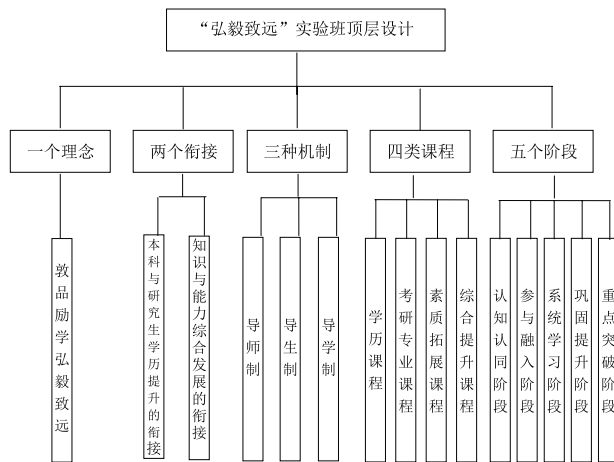 “弘毅致远”实验班顶层设计
一个理念
两个衔接
三种机制
四类课程
五个阶段
敦品励学弘毅致远
本科与研究生学历提升的衔接
知识与能力综合发展的衔接
导师制
导生制
导学制
学历课程
考研专业课程
素质拓展课程
综合提升课程
认知认同阶段
参与融入阶段
系统学习阶段
巩固提升阶段
重点突破阶段